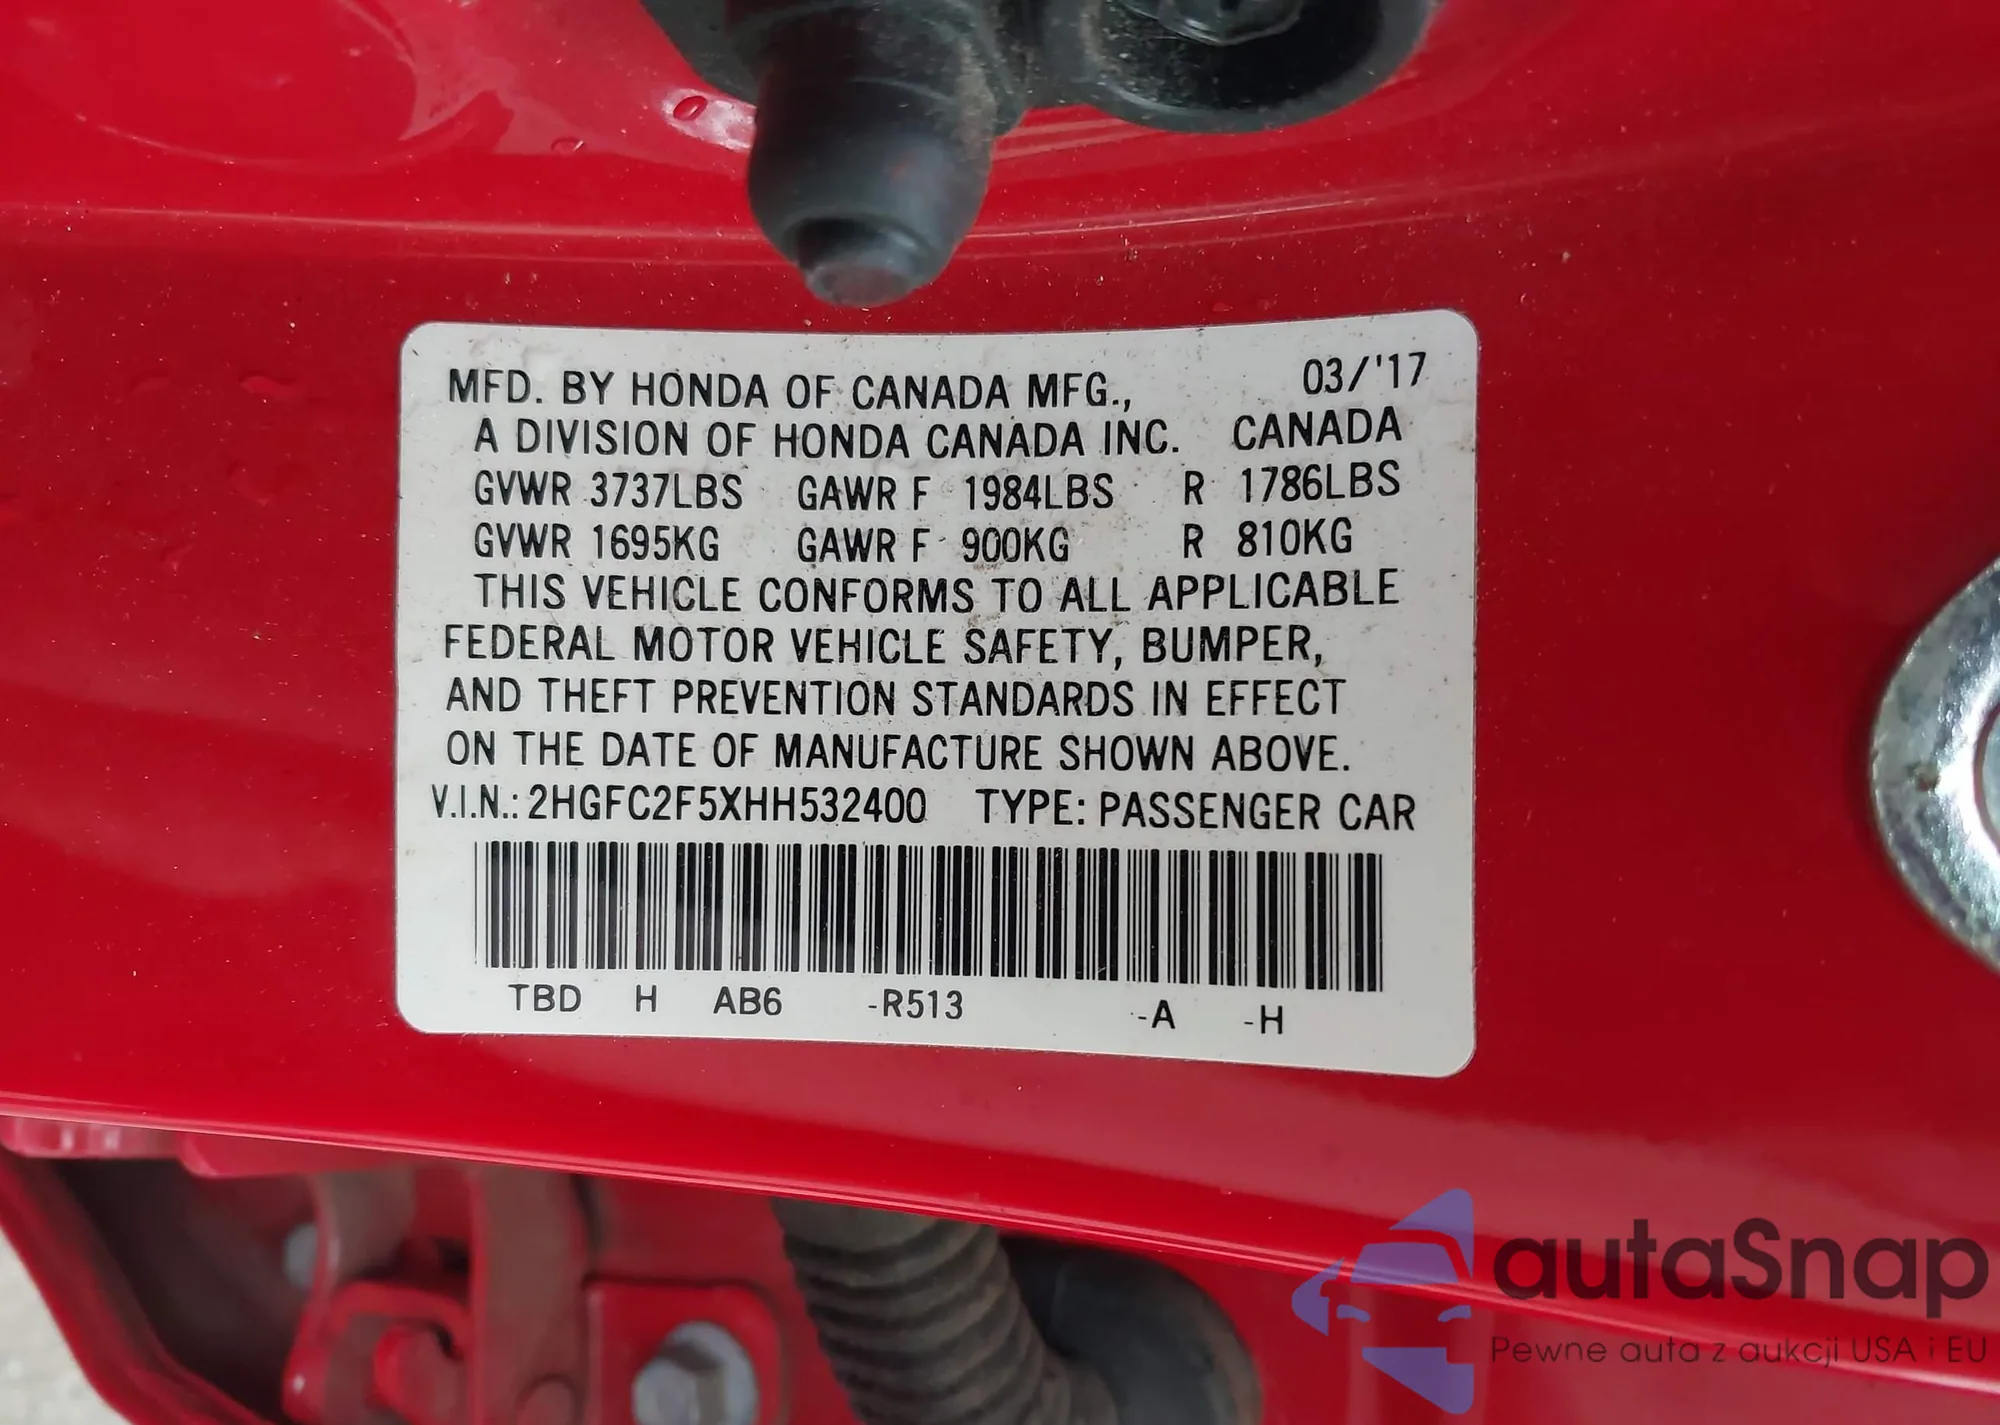 MFD. BY HONDA OF CANADA MFG., 03/'17
A DIVISION OF HONDA CANADA INC. CANADA
GVWR 3737LBS GAWR F 1984LBS R 1786LBS
GVWR 1695KG GAWR F 900KG R 810KG
THIS VEHICLE CONFORMS TO ALL APPLICABLE
FEDERAL MOTOR VEHICLE SAFETY, BUMPER,
AND THEFT PREVENTION STANDARDS IN EFFECT
ON THE DATE OF MANUFACTURE SHOWN ABOVE.
V.I.N.: 2HGFC2F5XHH532400 TYPE: PASSENGER CAR
TBD H AB6 -R513 -A -H
autaSnap
Pewne auta z aukcji USA i EU